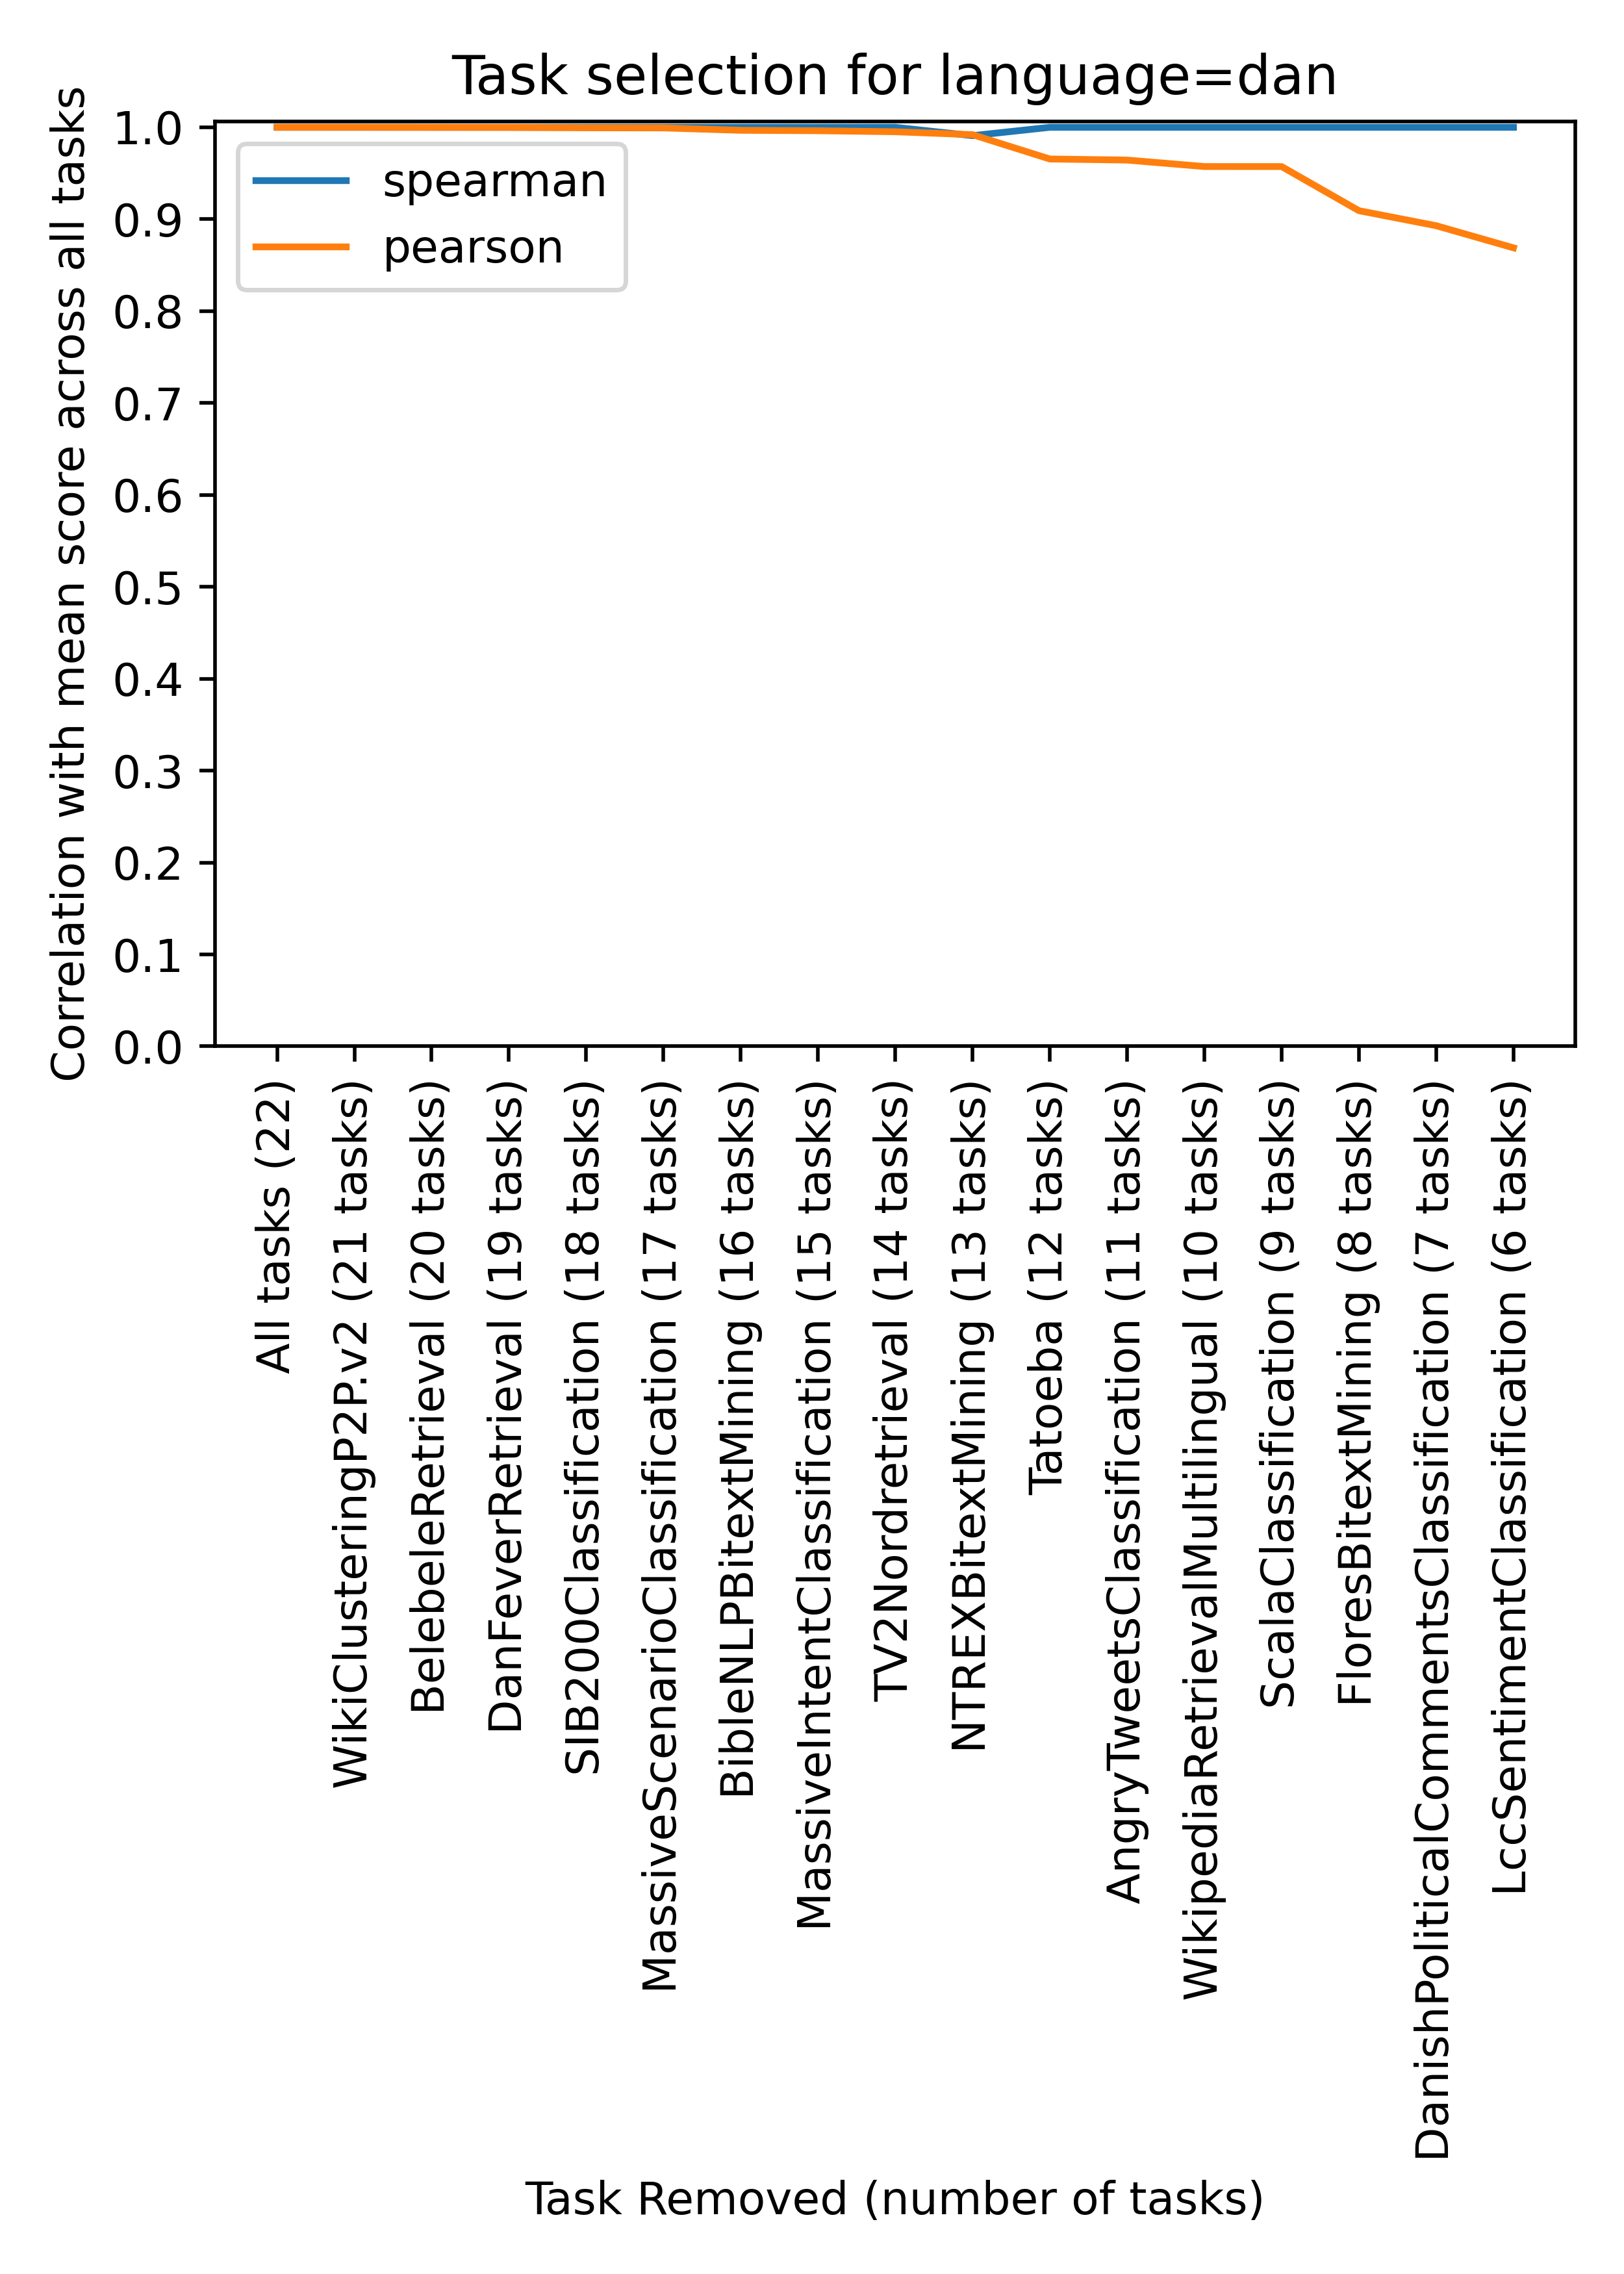 Task selection for language=dan
Correlation with mean score across all tasks
1.0
0.9
0.8
0.7
0.6
0.5
0.4
0.3
0.2
0.1
0.0
spearman
pearson
All tasks (22)
WikiClusteringP2P.v2 (21 tasks)
BelebeleRetrieval (20 tasks)
DanFeverRetrieval (19 tasks)
SIB200Classification (18 tasks)
MassiveScenarioClassification (17 tasks)
BibleNLPBitextMining (16 tasks)
MassiveIntentClassification (15 tasks)
TV2Nordretrieval (14 tasks)
NTREXBitextMining (13 tasks)
Tatoeba (12 tasks)
AngryTweetsClassification (11 tasks)
WikipediaRetrievalMultilingual (10 tasks)
ScalaClassification (9 tasks)
FloresBitextMining (8 tasks)
DanishPoliticalCommentsClassification (7 tasks)
LccSentimentClassification (6 tasks)
Task Removed (number of tasks)